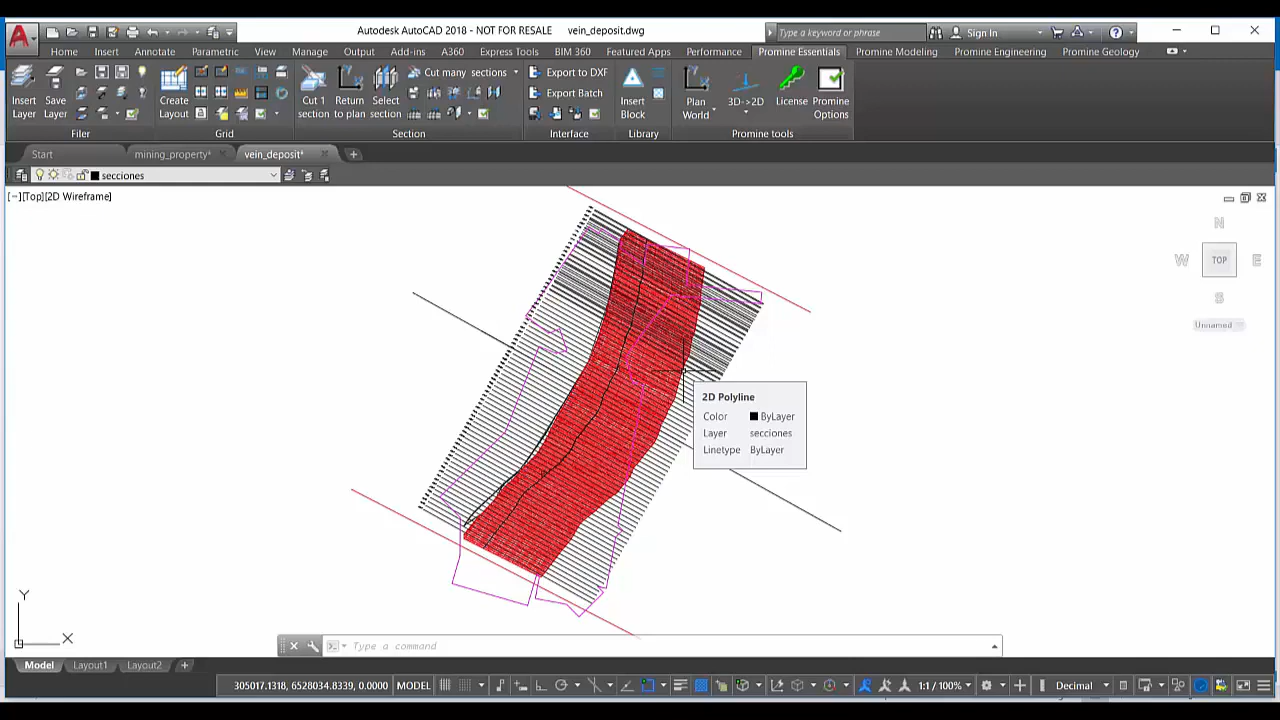 Autodesk AutoCAD 2018 - NOT FOR RESALE vein_deposit.dwg
Type a keyword or phrase
Sign In
Home Insert Annotate Parametric View Manage Output Add-ins A360 Express Tools BIM 360 Featured Apps Performance Promine Essentials Promine Modeling Promine Engineering Promine Geology
Insert Layer
Save Layer
Create Layout
Cut 1 section
Return to plan
Select section
Cut many sections
Export to DXF
Export Batch
Insert Block
Plan World
3D->2D
License
Promine Options
Filer Grid Section Interface Library Promine tools
Start mining_property* vein_deposit*
secciones
[−][Top][2D Wireframe]
N
W TOP E
S
Unnamed
2D Polyline
Color ByLayer
Layer secciones
Linetype ByLayer
Y
X
Type a command
Model Layout1 Layout2
305017.1318, 6528034.8339, 0.0000 MODEL 1:1 / 100% Decimal